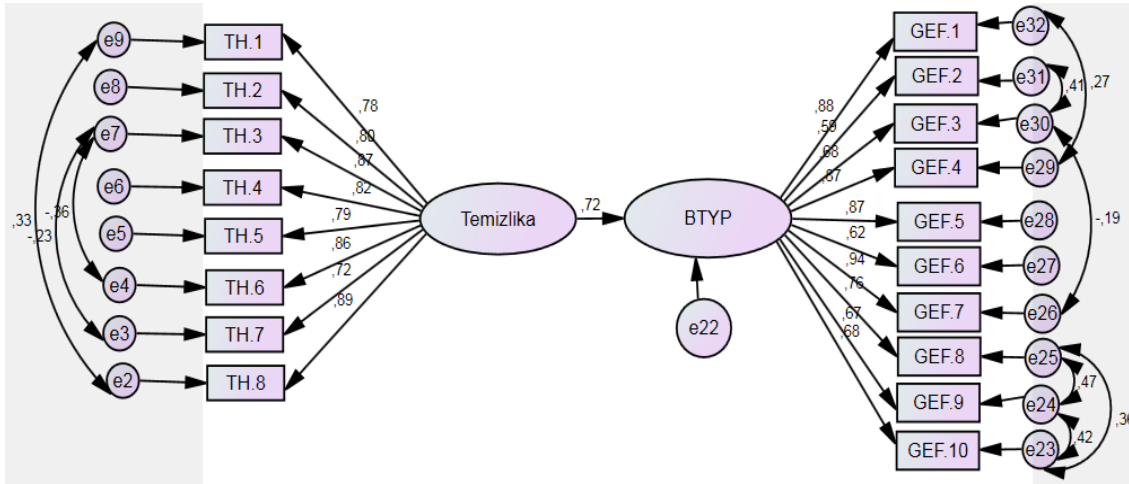 e9
TH.1
e8
TH.2
e7
TH.3
e6
TH.4
e5
TH.5
e4
TH.6
e3
TH.7
e2
TH.8
,33
-,23
-,36
,78
,80
,87
,82
,79
,86
,72
,89
Temizlika
,72
BTYP
e22
,88
,59
,68
,87
,87
,62
,94
,76
,67
,68
GEF.1
e32
GEF.2
e31
GEF.3
e30
GEF.4
e29
GEF.5
e28
GEF.6
e27
GEF.7
e26
GEF.8
e25
GEF.9
e24
GEF.10
e23
,41
,27
-,19
,47
,42
,36